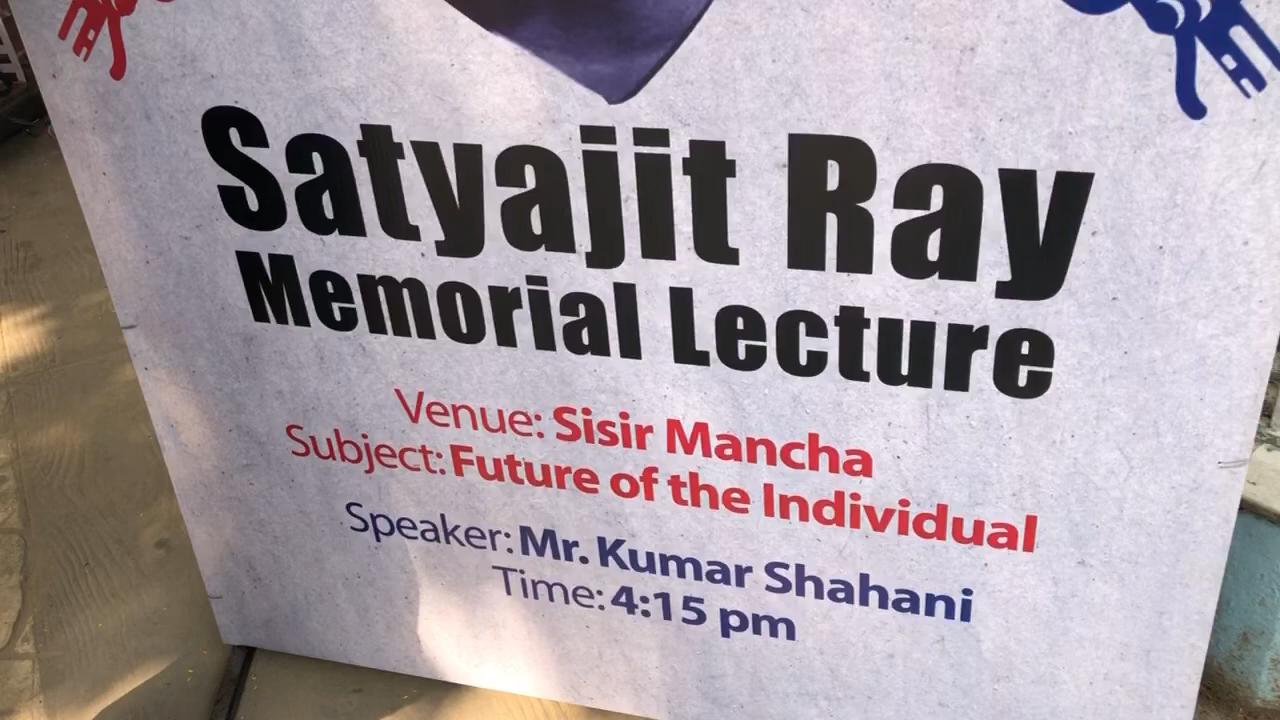 Satyajit Ray
Memorial Lecture
Venue: Sisir Mancha
Subject: Future of the Individual
Speaker: Mr. Kumar Shahani
Time: 4:15 pm